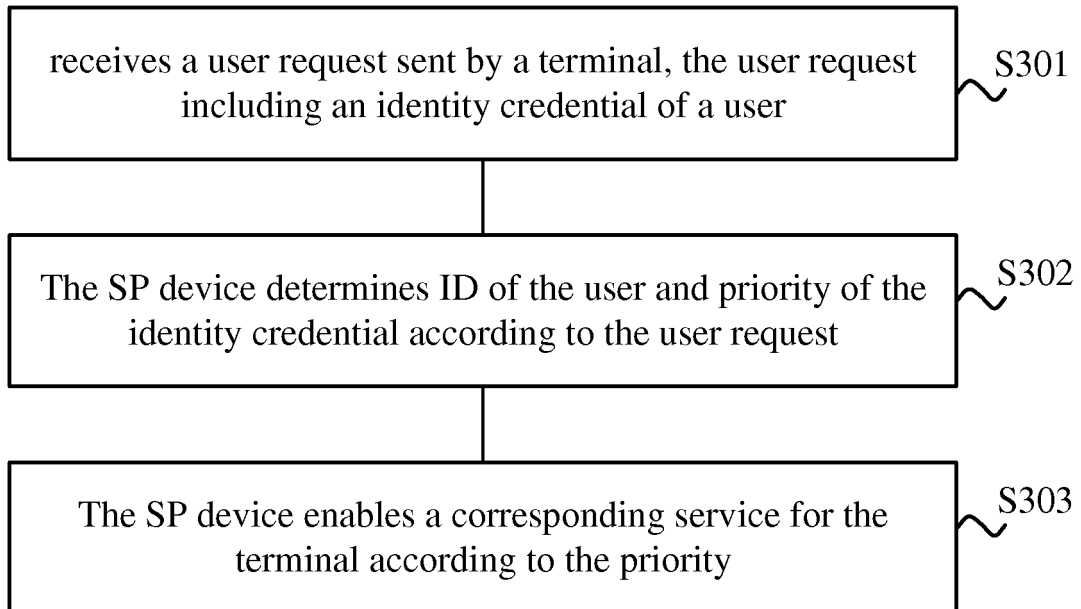 receives a user request sent by a terminal, the user request
including an identity credential of a user
S301
The SP device determines ID of the user and priority of the
identity credential according to the user request
S302
The SP device enables a corresponding service for the
terminal according to the priority
S303